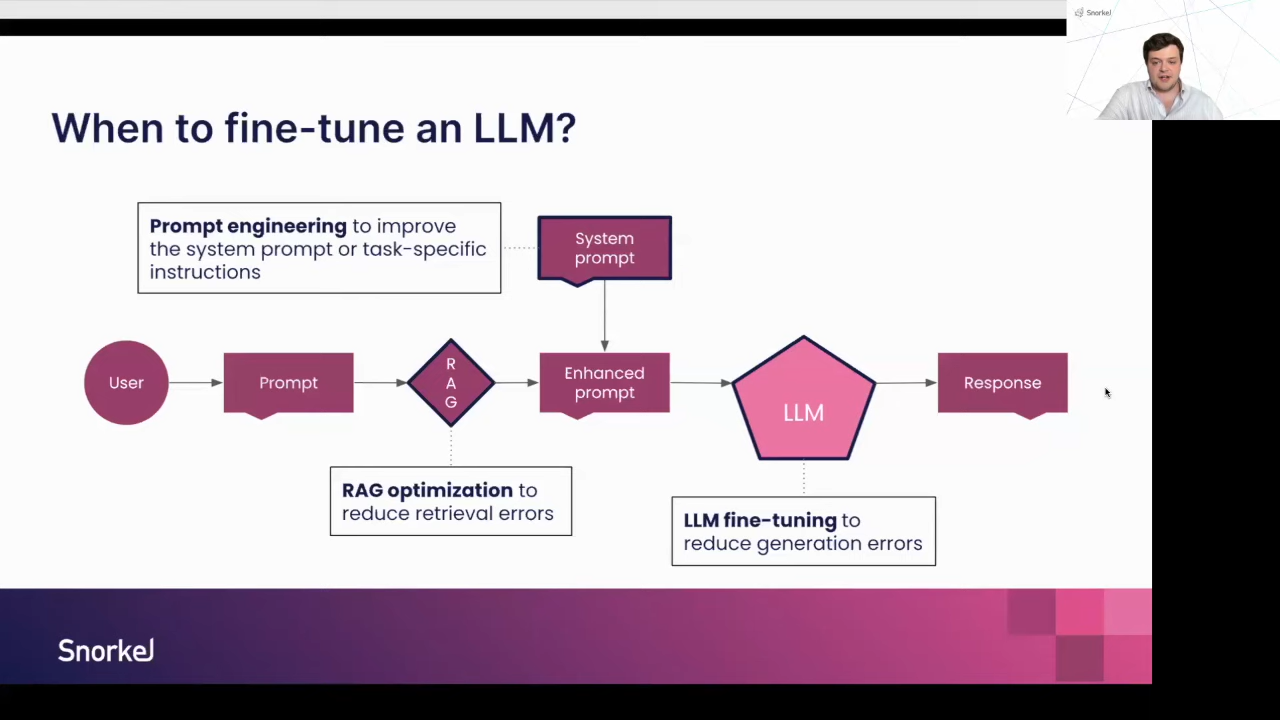 Snorkel
When to fine-tune an LLM?
Prompt engineering to improve
the system prompt or task-specific
instructions
System
prompt
User
Prompt
R
A
G
Enhanced
prompt
LLM
Response
RAG optimization to
reduce retrieval errors
LLM fine-tuning to
reduce generation errors
Snorkel